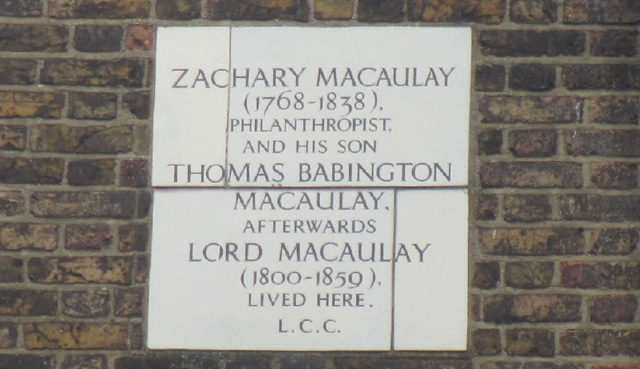 ZACHARY MACAULAY
(1768-1838).
PHILANTHROPIST,
AND HIS SON
THOMAS BABINGTON
MACAULAY,
AFTERWARDS
LORD MACAULAY
(1800-1859),
LIVED HERE.
L.C.C.